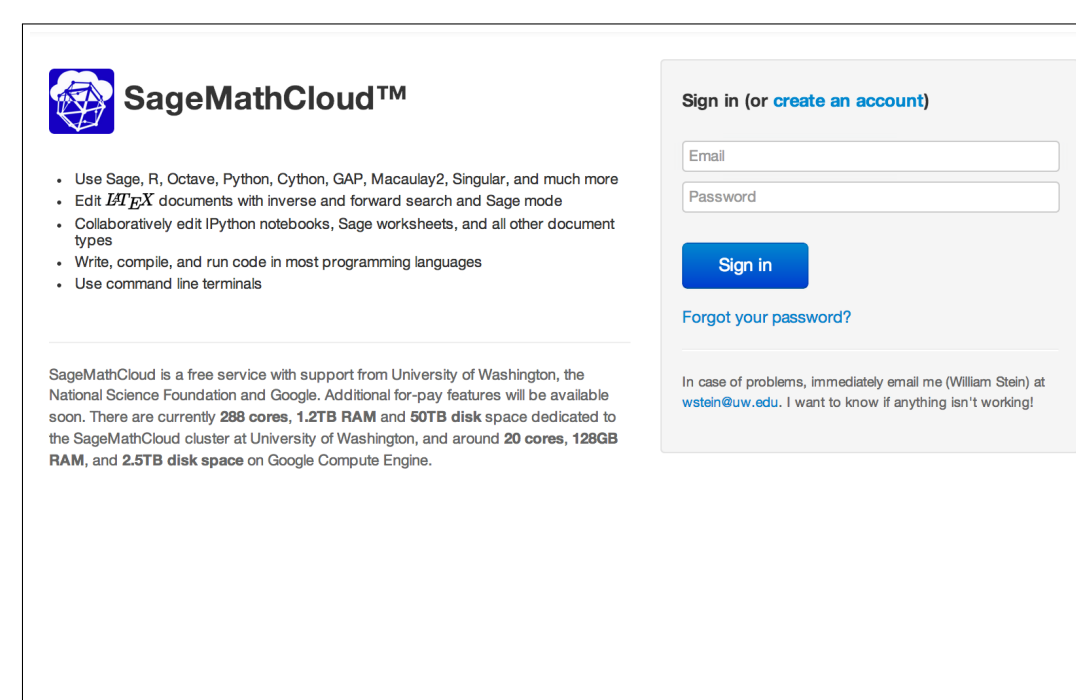 SageMathCloud™
• Use Sage, R, Octave, Python, Cython, GAP, Macaulay2, Singular, and much more
• Edit LATEX documents with inverse and forward search and Sage mode
• Collaboratively edit IPython notebooks, Sage worksheets, and all other document
types
• Write, compile, and run code in most programming languages
• Use command line terminals
SageMathCloud is a free service with support from University of Washington, the
National Science Foundation and Google. Additional for-pay features will be available
soon. There are currently 288 cores, 1.2TB RAM and 50TB disk space dedicated to
the SageMathCloud cluster at University of Washington, and around 20 cores, 128GB
RAM, and 2.5TB disk space on Google Compute Engine.
Sign in (or create an account)
Email
Password
Sign in
Forgot your password?
In case of problems, immediately email me (William Stein) at
wstein@uw.edu. I want to know if anything isn't working!